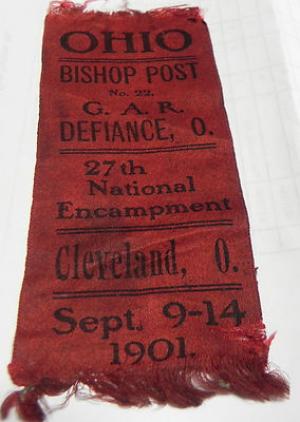 OHIO
BISHOP POST
No. 22.
G. A. R.
DEFIANCE, O.
27th
National
Encampment
Cleveland, O.
Sept. 9-14
1901.